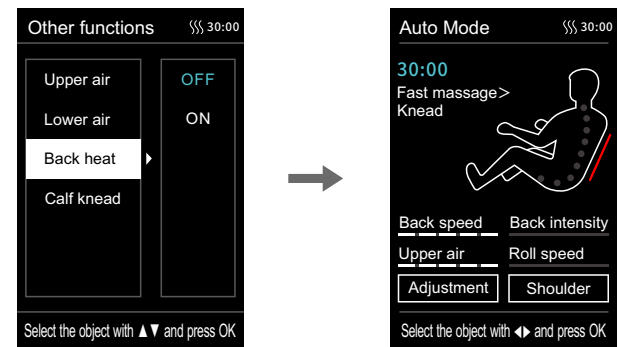 Other functions 30:00
Upper air OFF
Lower air ON
Back heat
Calf knead
Select the object with ▲▼ and press OK
Auto Mode 30:00
30:00
Fast massage>
Knead
Back speed Back intensity
Upper air Roll speed
Adjustment Shoulder
Select the object with ◀▶ and press OK